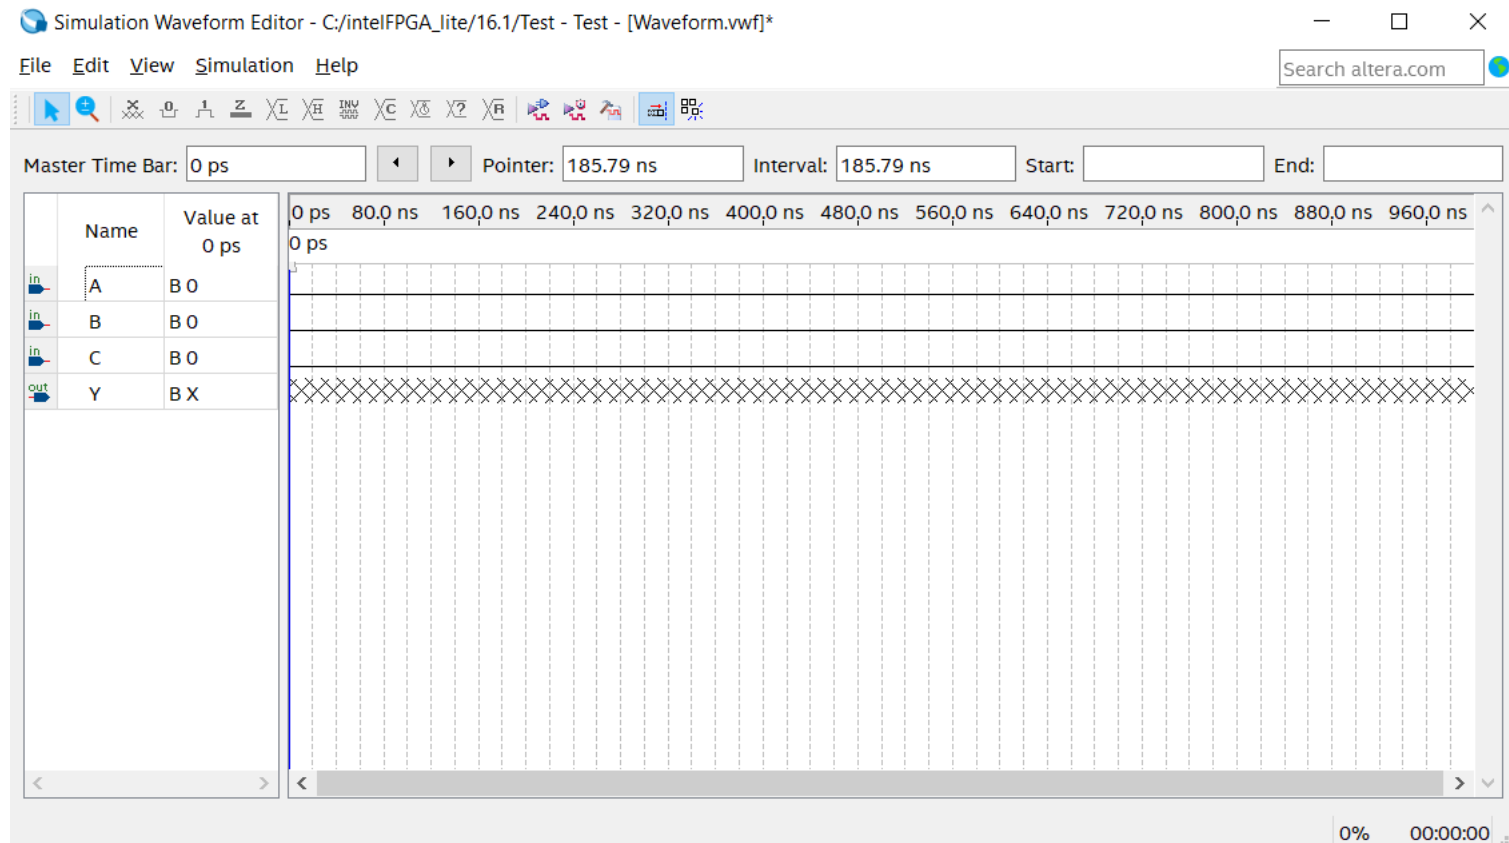 Simulation Waveform Editor - C:/intelFPGA_lite/16.1/Test - Test - [Waveform.vwf]*
File Edit View Simulation Help
Search altera.com
X 0 1 Z L H INV C ? R
Master Time Bar: 0 ps Pointer: 185.79 ns Interval: 185.79 ns Start: End:
Name Value at 0 ps
0 ps 80.0 ns 160.0 ns 240.0 ns 320.0 ns 400.0 ns 480.0 ns 560.0 ns 640.0 ns 720.0 ns 800.0 ns 880.0 ns 960.0 ns
0 ps
in A B 0
in B B 0
in C B 0
out Y B X
0% 00:00:00